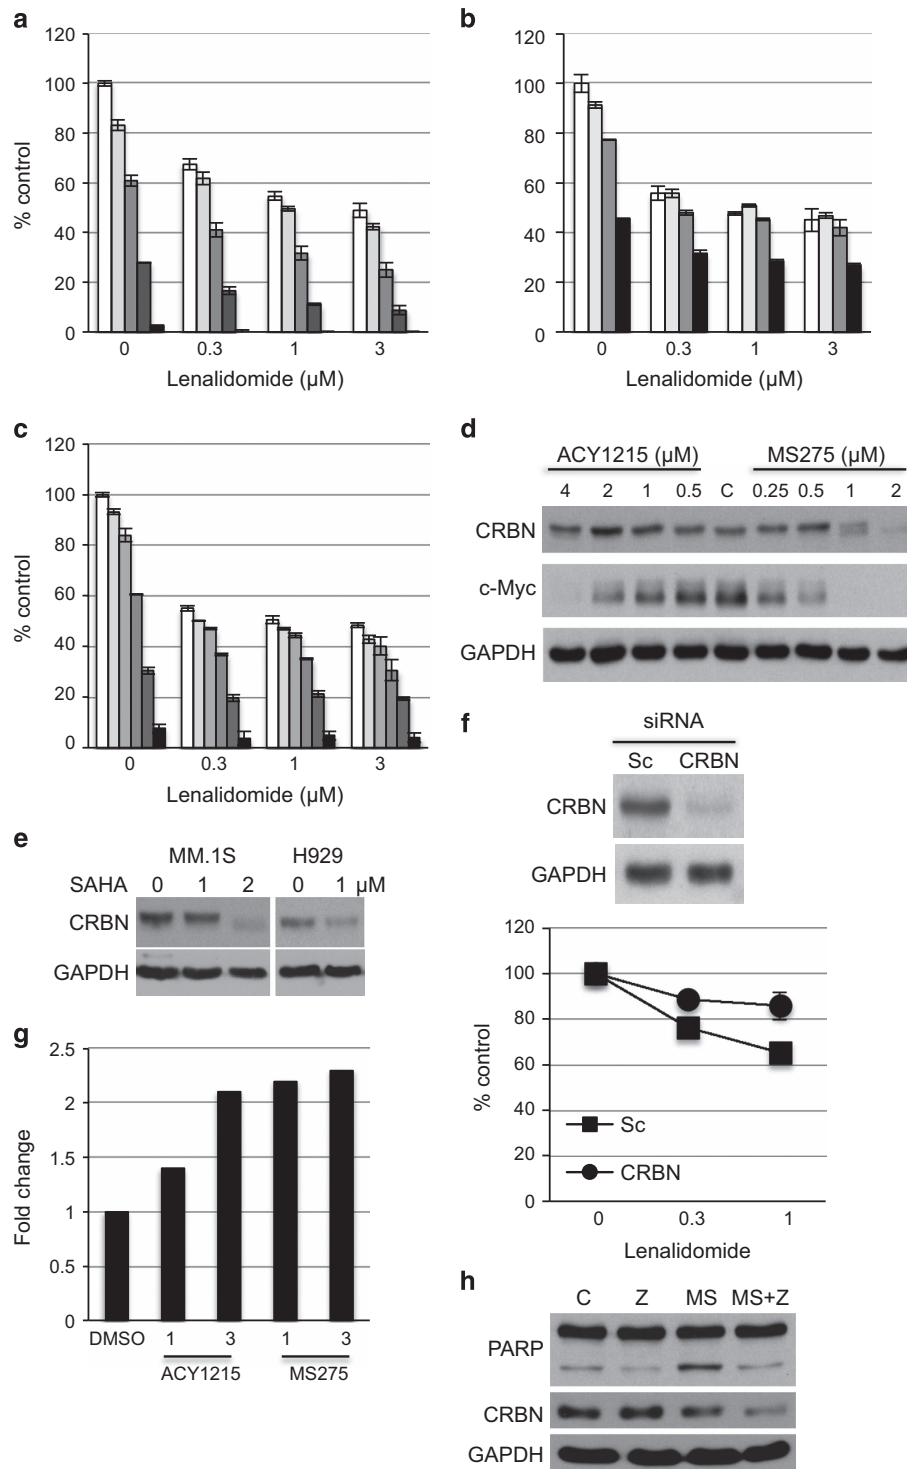 a
120
100
80
60
40
20
0
% control
0 0.3 1 3
Lenalidomide (µM)
b
120
100
80
60
40
20
0
0 0.3 1 3
Lenalidomide (µM)
c
120
100
80
60
40
20
0
% control
0 0.3 1 3
Lenalidomide (µM)
d
ACY1215 (µM) MS275 (µM)
4 2 1 0.5 C 0.25 0.5 1 2
CRBN
c-Myc
GAPDH
e
MM.1S H929
SAHA 0 1 2 0 1 µM
CRBN
GAPDH
f
siRNA
Sc CRBN
CRBN
GAPDH
120
100
80
60
40
20
0
% control
Sc
CRBN
0 0.3 1
Lenalidomide
g
2.5
2
1.5
1
0.5
0
Fold change
DMSO 1 3 1 3
ACY1215 MS275
h
C Z MS MS+Z
PARP
CRBN
GAPDH